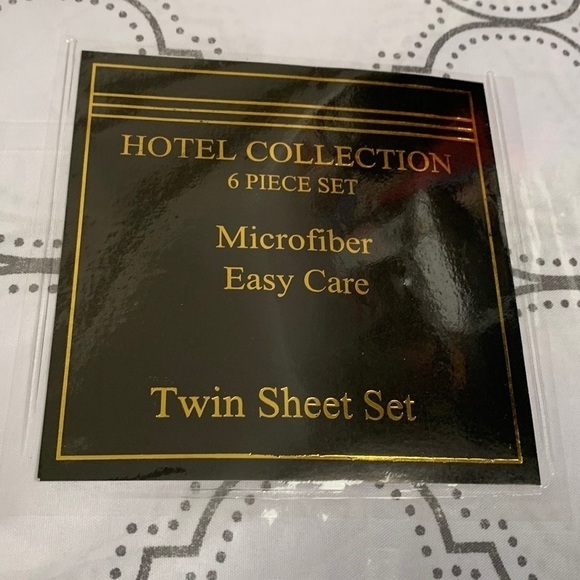 HOTEL COLLECTION
6 PIECE SET
Microfiber
Easy Care
Twin Sheet Set